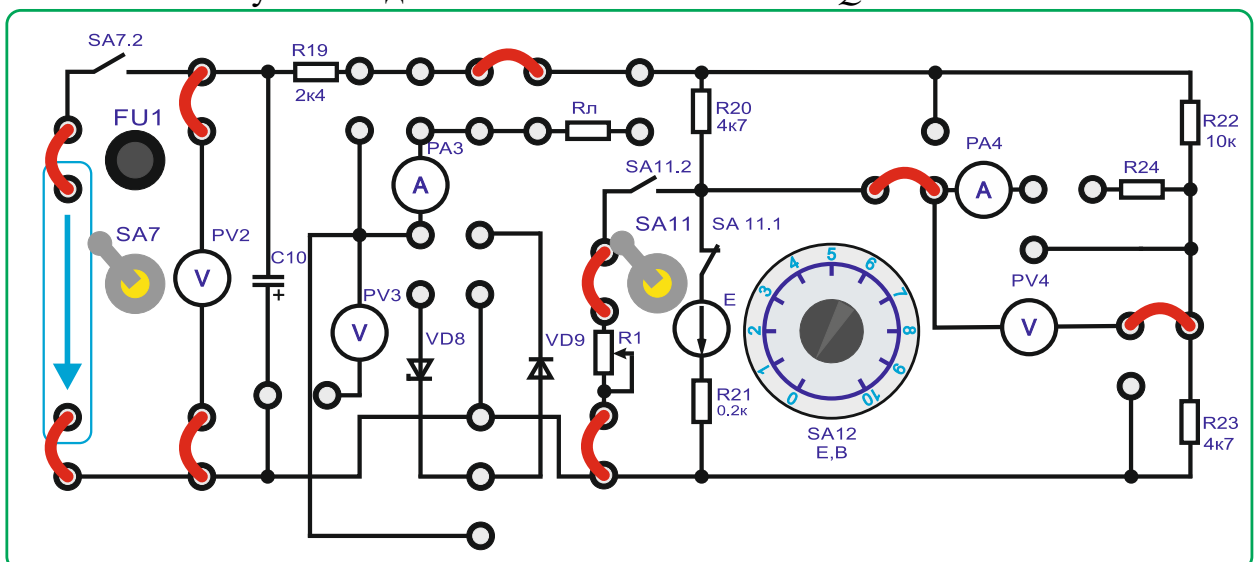 SA7.2
R19
2к4
FU1
Rл
R20
4к7
R22
10к
PA3
A
SA11.2
PA4
A
R24
SA7
PV2
V
C10
+
SA11
SA 11.1
PV3
V
VD8
VD9
R1
E
PV4
V
0
1
2
3
4
5
6
7
8
9
10
R21
0.2к
SA12
E,B
R23
4к7